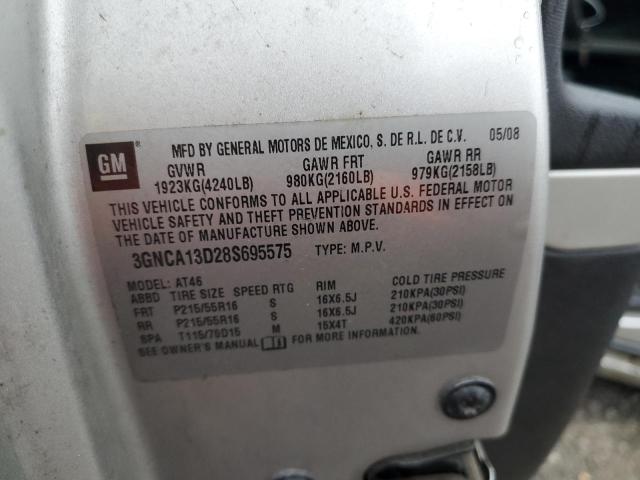 GM
MFD BY GENERAL MOTORS DE MEXICO, S. DE R.L. DE C.V. 05/08
GVWR GAWR FRT GAWR RR
1923KG(4240LB) 980KG(2160LB) 979KG(2158LB)
THIS VEHICLE CONFORMS TO ALL APPLICABLE U.S. FEDERAL MOTOR
VEHICLE SAFETY AND THEFT PREVENTION STANDARDS IN EFFECT ON
THE DATE OF MANUFACTURE SHOWN ABOVE.
3GNCA13D28S695575 TYPE: M.P.V.
MODEL: AT46
ABBD TIRE SIZE SPEED RTG RIM COLD TIRE PRESSURE
FRT P215/55R16 S 16X6.5J 210KPA(30PSI)
RR P215/55R16 S 16X6.5J 210KPA(30PSI)
SPA T115/70D15 M 15X4T 420KPA(60PSI)
SEE OWNER'S MANUAL FOR MORE INFORMATION.